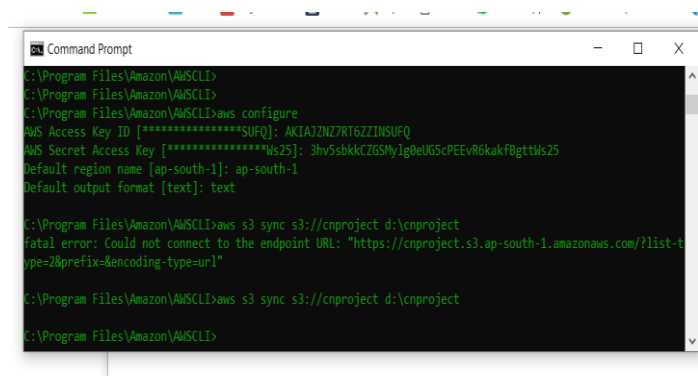 Command Prompt
C:\Program Files\Amazon\AWSCLI>
C:\Program Files\Amazon\AWSCLI>
C:\Program Files\Amazon\AWSCLI>aws configure
AWS Access Key ID [****************SUFQ]: AKIAJZNZ7RT6ZZINSUFQ
AWS Secret Access Key [****************Ws25]: 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
Default region name [ap-south-1]: ap-south-1
Default output format [text]: text
C:\Program Files\Amazon\AWSCLI>aws s3 sync s3://cnproject d:\cnproject
fatal error: Could not connect to the endpoint URL: "https://cnproject.s3.ap-south-1.amazonaws.com/?list-t
ype=2&prefix=&encoding-type=url"
C:\Program Files\Amazon\AWSCLI>aws s3 sync s3://cnproject d:\cnproject
C:\Program Files\Amazon\AWSCLI>